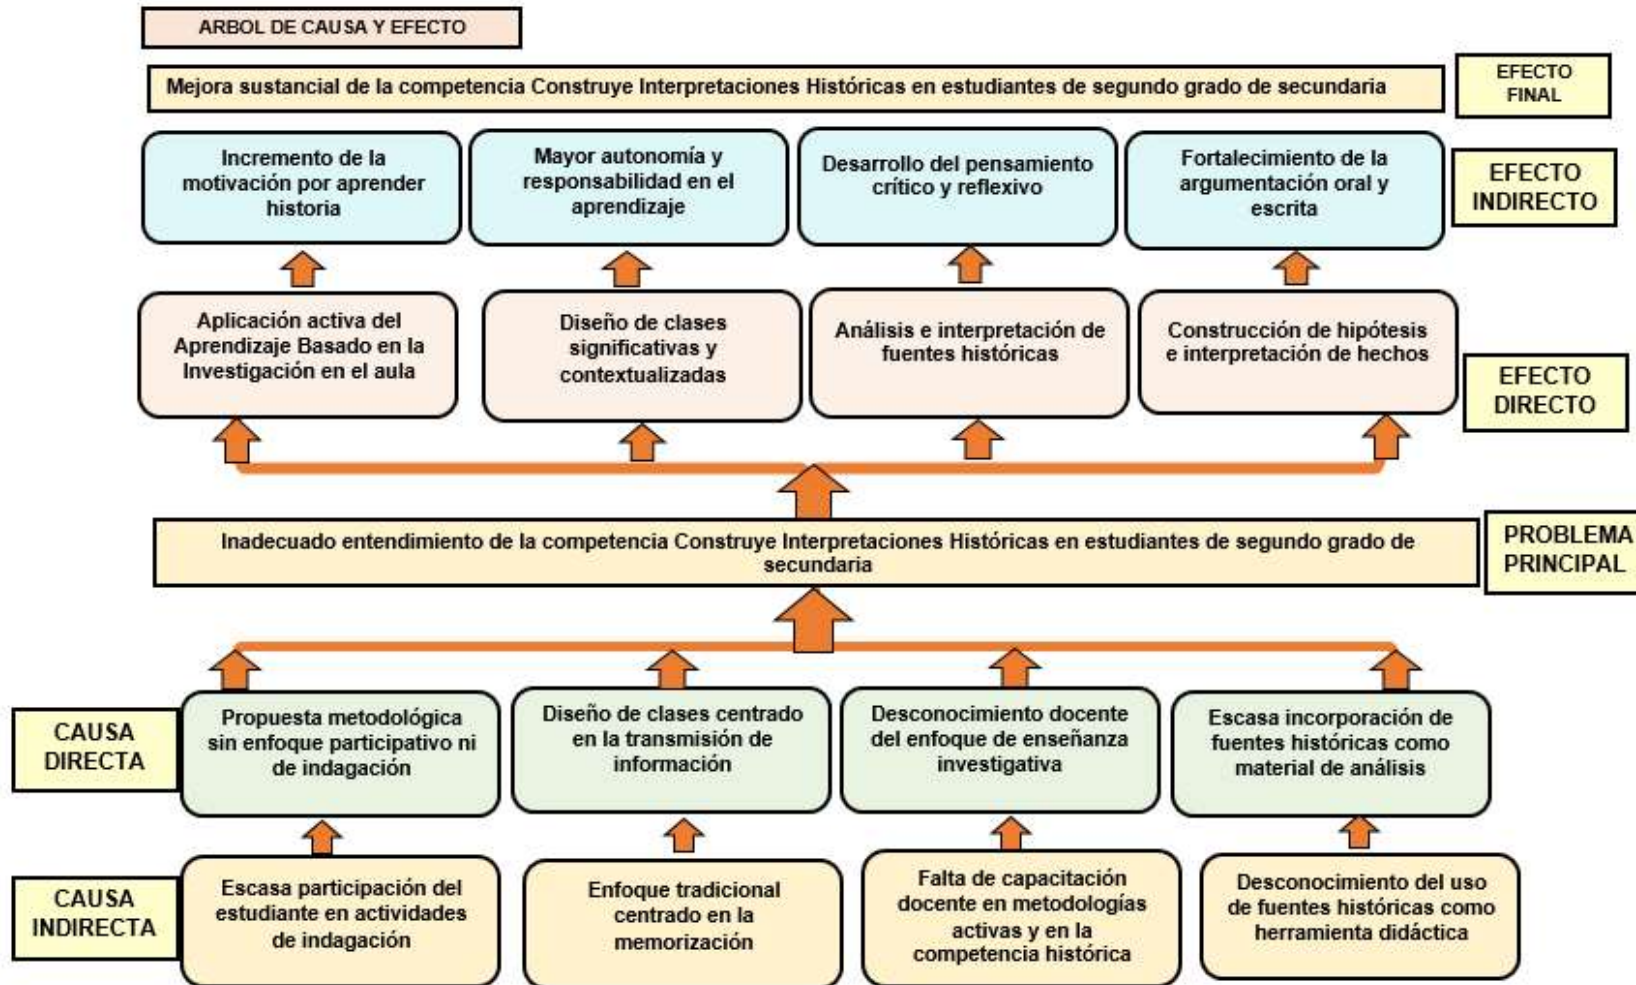 ARBOL DE CAUSA Y EFECTO
Mejora sustancial de la competencia Construye Interpretaciones Históricas en estudiantes de segundo grado de secundaria
EFECTO
FINAL
Incremento de la
motivación por aprender
historia
Mayor autonomía y
responsabilidad en el
aprendizaje
Desarrollo del pensamiento
crítico y reflexivo
Fortalecimiento de la
argumentación oral y
escrita
EFECTO
INDIRECTO
Aplicación activa del
Aprendizaje Basado en la
Investigación en el aula
Diseño de clases
significativas y
contextualizadas
Análisis e interpretación de
fuentes históricas
Construcción de hipótesis
e interpretación de hechos
EFECTO
DIRECTO
Inadecuado entendimiento de la competencia Construye Interpretaciones Históricas en estudiantes de segundo grado de
secundaria
PROBLEMA
PRINCIPAL
CAUSA
DIRECTA
Propuesta metodológica
sin enfoque participativo ni
de indagación
Diseño de clases centrado
en la transmisión de
información
Desconocimiento docente
del enfoque de enseñanza
investigativa
Escasa incorporación de
fuentes históricas como
material de análisis
CAUSA
INDIRECTA
Escasa participación del
estudiante en actividades
de indagación
Enfoque tradicional
centrado en la
memorización
Falta de capacitación
docente en metodologías
activas y en la
competencia histórica
Desconocimiento del uso
de fuentes históricas como
herramienta didáctica